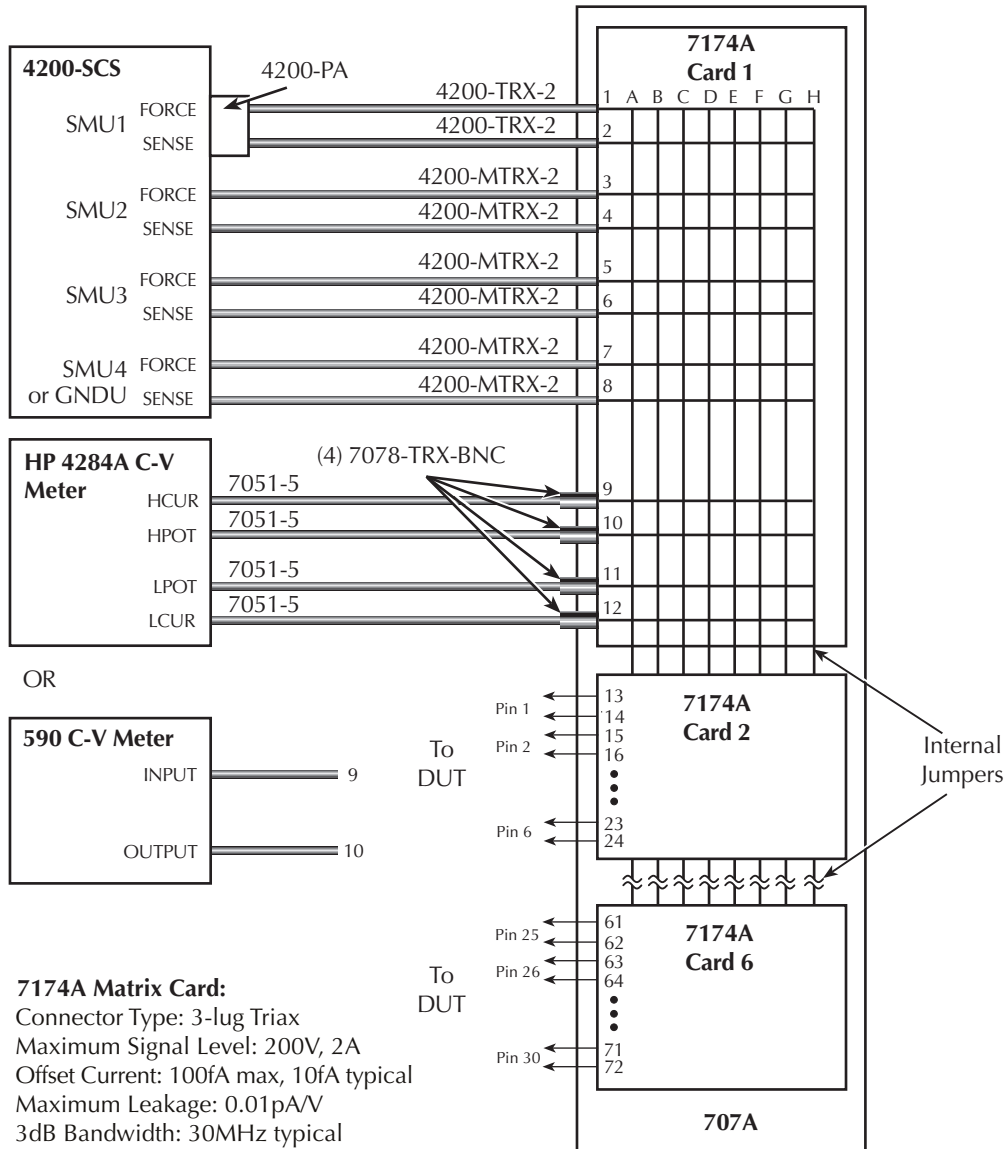 4200-SCS
4200-PA
SMU1
FORCE
SENSE
4200-TRX-2
4200-TRX-2
SMU2
FORCE
SENSE
4200-MTRX-2
4200-MTRX-2
SMU3
FORCE
SENSE
4200-MTRX-2
4200-MTRX-2
SMU4
or GNDU
FORCE
SENSE
4200-MTRX-2
4200-MTRX-2
7174A
Card 1
1 A B C D E F G H
2
3
4
5
6
7
8
HP 4284A C-V
Meter
HCUR
HPOT
LPOT
LCUR
7051-5
7051-5
7051-5
7051-5
(4) 7078-TRX-BNC
9
10
11
12
OR
590 C-V Meter
INPUT
9
OUTPUT
10
To
DUT
Pin 1
Pin 2
Pin 6
13
14
15
16
23
24
7174A
Card 2
Internal
Jumpers
To
DUT
Pin 25
Pin 26
Pin 30
61
62
63
64
71
72
7174A
Card 6
707A
7174A Matrix Card:
Connector Type: 3-lug Triax
Maximum Signal Level: 200V, 2A
Offset Current: 100fA max, 10fA typical
Maximum Leakage: 0.01pA/V
3dB Bandwidth: 30MHz typical